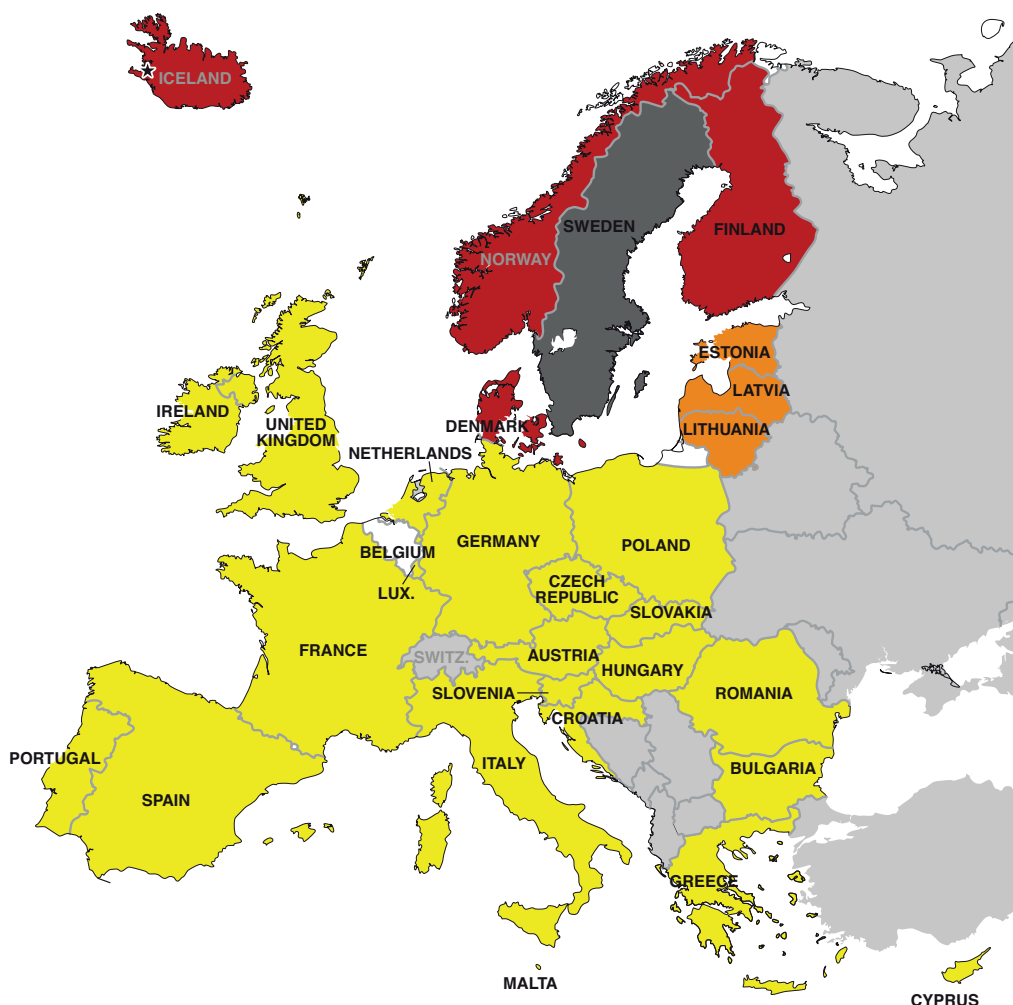 ICELAND
SWEDEN
FINLAND
NORWAY
ESTONIA
LATVIA
IRELAND
UNITED
KINGDOM
DENMARK
LITHUANIA
NETHERLANDS
BELGIUM
GERMANY
POLAND
LUX.
CZECH
REPUBLIC
SLOVAKIA
FRANCE
SWITZ.
AUSTRIA
HUNGARY
SLOVENIA
ROMANIA
CROATIA
PORTUGAL
ITALY
BULGARIA
SPAIN
GREECE
MALTA
CYPRUS